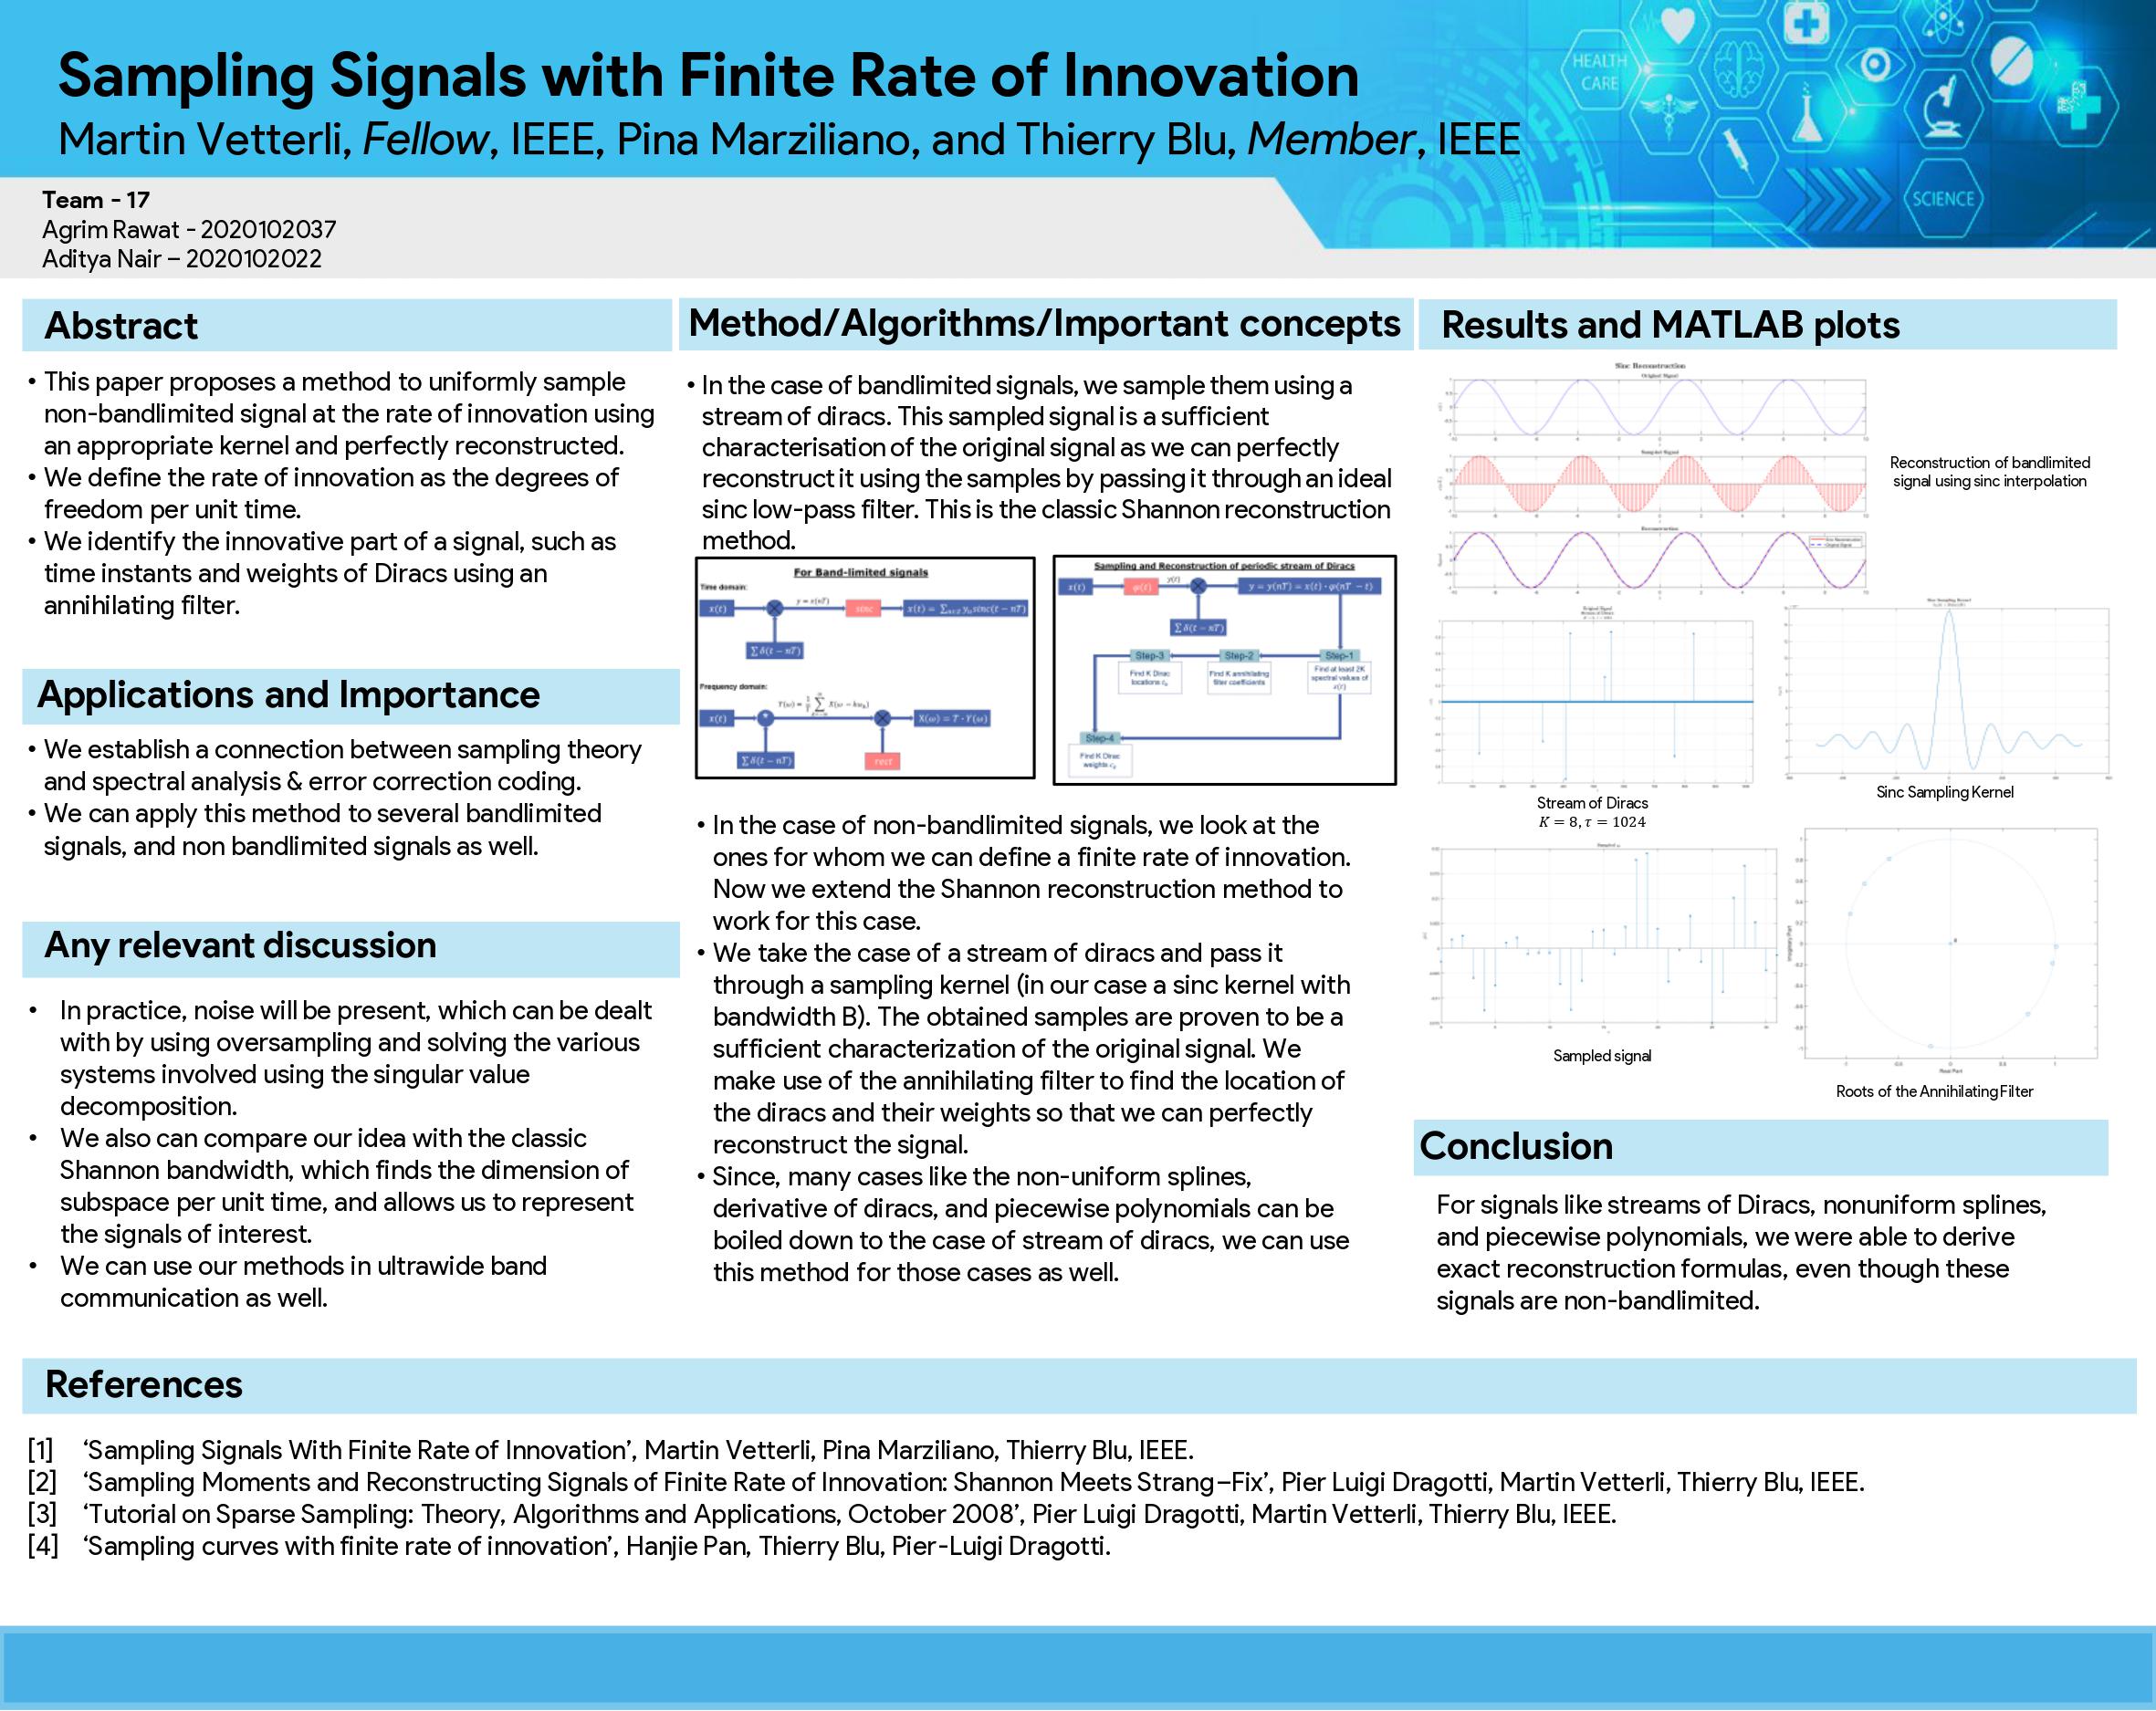 Sampling Signals with Finite Rate of Innovation
Martin Vetterli, Fellow, IEEE, Pina Marziliano, and Thierry Blu, Member, IEEE
HEALTH
CARE
SCIENCE
Team - 17
Agrim Rawat - 2020102037
Aditya Nair – 2020102022
Abstract
• This paper proposes a method to uniformly sample
non-bandlimited signal at the rate of innovation using
an appropriate kernel and perfectly reconstructed.
• We define the rate of innovation as the degrees of
freedom per unit time.
• We identify the innovative part of a signal, such as
time instants and weights of Diracs using an
annihilating filter.
Applications and Importance
• We establish a connection between sampling theory
and spectral analysis & error correction coding.
• We can apply this method to several bandlimited
signals, and non bandlimited signals as well.
Any relevant discussion
• In practice, noise will be present, which can be dealt
with by using oversampling and solving the various
systems involved using the singular value
decomposition.
• We also can compare our idea with the classic
Shannon bandwidth, which finds the dimension of
subspace per unit time, and allows us to represent
the signals of interest.
• We can use our methods in ultrawide band
communication as well.
Method/Algorithms/Important concepts
• In the case of bandlimited signals, we sample them using a
stream of diracs. This sampled signal is a sufficient
characterisation of the original signal as we can perfectly
reconstruct it using the samples by passing it through an ideal
sinc low-pass filter. This is the classic Shannon reconstruction
method.
For Band-limited signals
Time domain:
x(t)
y = x(nT)
sinc
x(t) = ∑n∈Z yn sinc(t − nT)
∑ δ(t − nT)
Frequency domain:
x(t)
X(ω) = T · Y(ω)
∑ δ(t − nT)
rect
Sampling and Reconstruction of periodic stream of Diracs
x(t)
φ(t)
y(t)
y = y(nT) = x(t) · φ(nT − t)
∑ δ(t − nT)
Step-3
Step-2
Step-1
Find K Dirac
locations
Find K annihilating
filter coefficients
Find at least 2K
spectral values of
x(t)
Step-4
Find K Dirac
weights
• In the case of non-bandlimited signals, we look at the
ones for whom we can define a finite rate of innovation.
Now we extend the Shannon reconstruction method to
work for this case.
• We take the case of a stream of diracs and pass it
through a sampling kernel (in our case a sinc kernel with
bandwidth B). The obtained samples are proven to be a
sufficient characterization of the original signal. We
make use of the annihilating filter to find the location of
the diracs and their weights so that we can perfectly
reconstruct the signal.
• Since, many cases like the non-uniform splines,
derivative of diracs, and piecewise polynomials can be
boiled down to the case of stream of diracs, we can use
this method for those cases as well.
Results and MATLAB plots
Sinc Reconstruction
Original Signal
Sampled Signal
Reconstruction
Reconstruction of bandlimited
signal using sinc interpolation
Stream of Diracs
K = 8, τ = 1024
Sinc Sampling Kernel
Sampled signal
Imaginary Part
Real Part
Roots of the Annihilating Filter
Conclusion
For signals like streams of Diracs, nonuniform splines,
and piecewise polynomials, we were able to derive
exact reconstruction formulas, even though these
signals are non-bandlimited.
References
[1] ‘Sampling Signals With Finite Rate of Innovation’, Martin Vetterli, Pina Marziliano, Thierry Blu, IEEE.
[2] ‘Sampling Moments and Reconstructing Signals of Finite Rate of Innovation: Shannon Meets Strang–Fix’, Pier Luigi Dragotti, Martin Vetterli, Thierry Blu, IEEE.
[3] ‘Tutorial on Sparse Sampling: Theory, Algorithms and Applications, October 2008’, Pier Luigi Dragotti, Martin Vetterli, Thierry Blu, IEEE.
[4] ‘Sampling curves with finite rate of innovation’, Hanjie Pan, Thierry Blu, Pier-Luigi Dragotti.